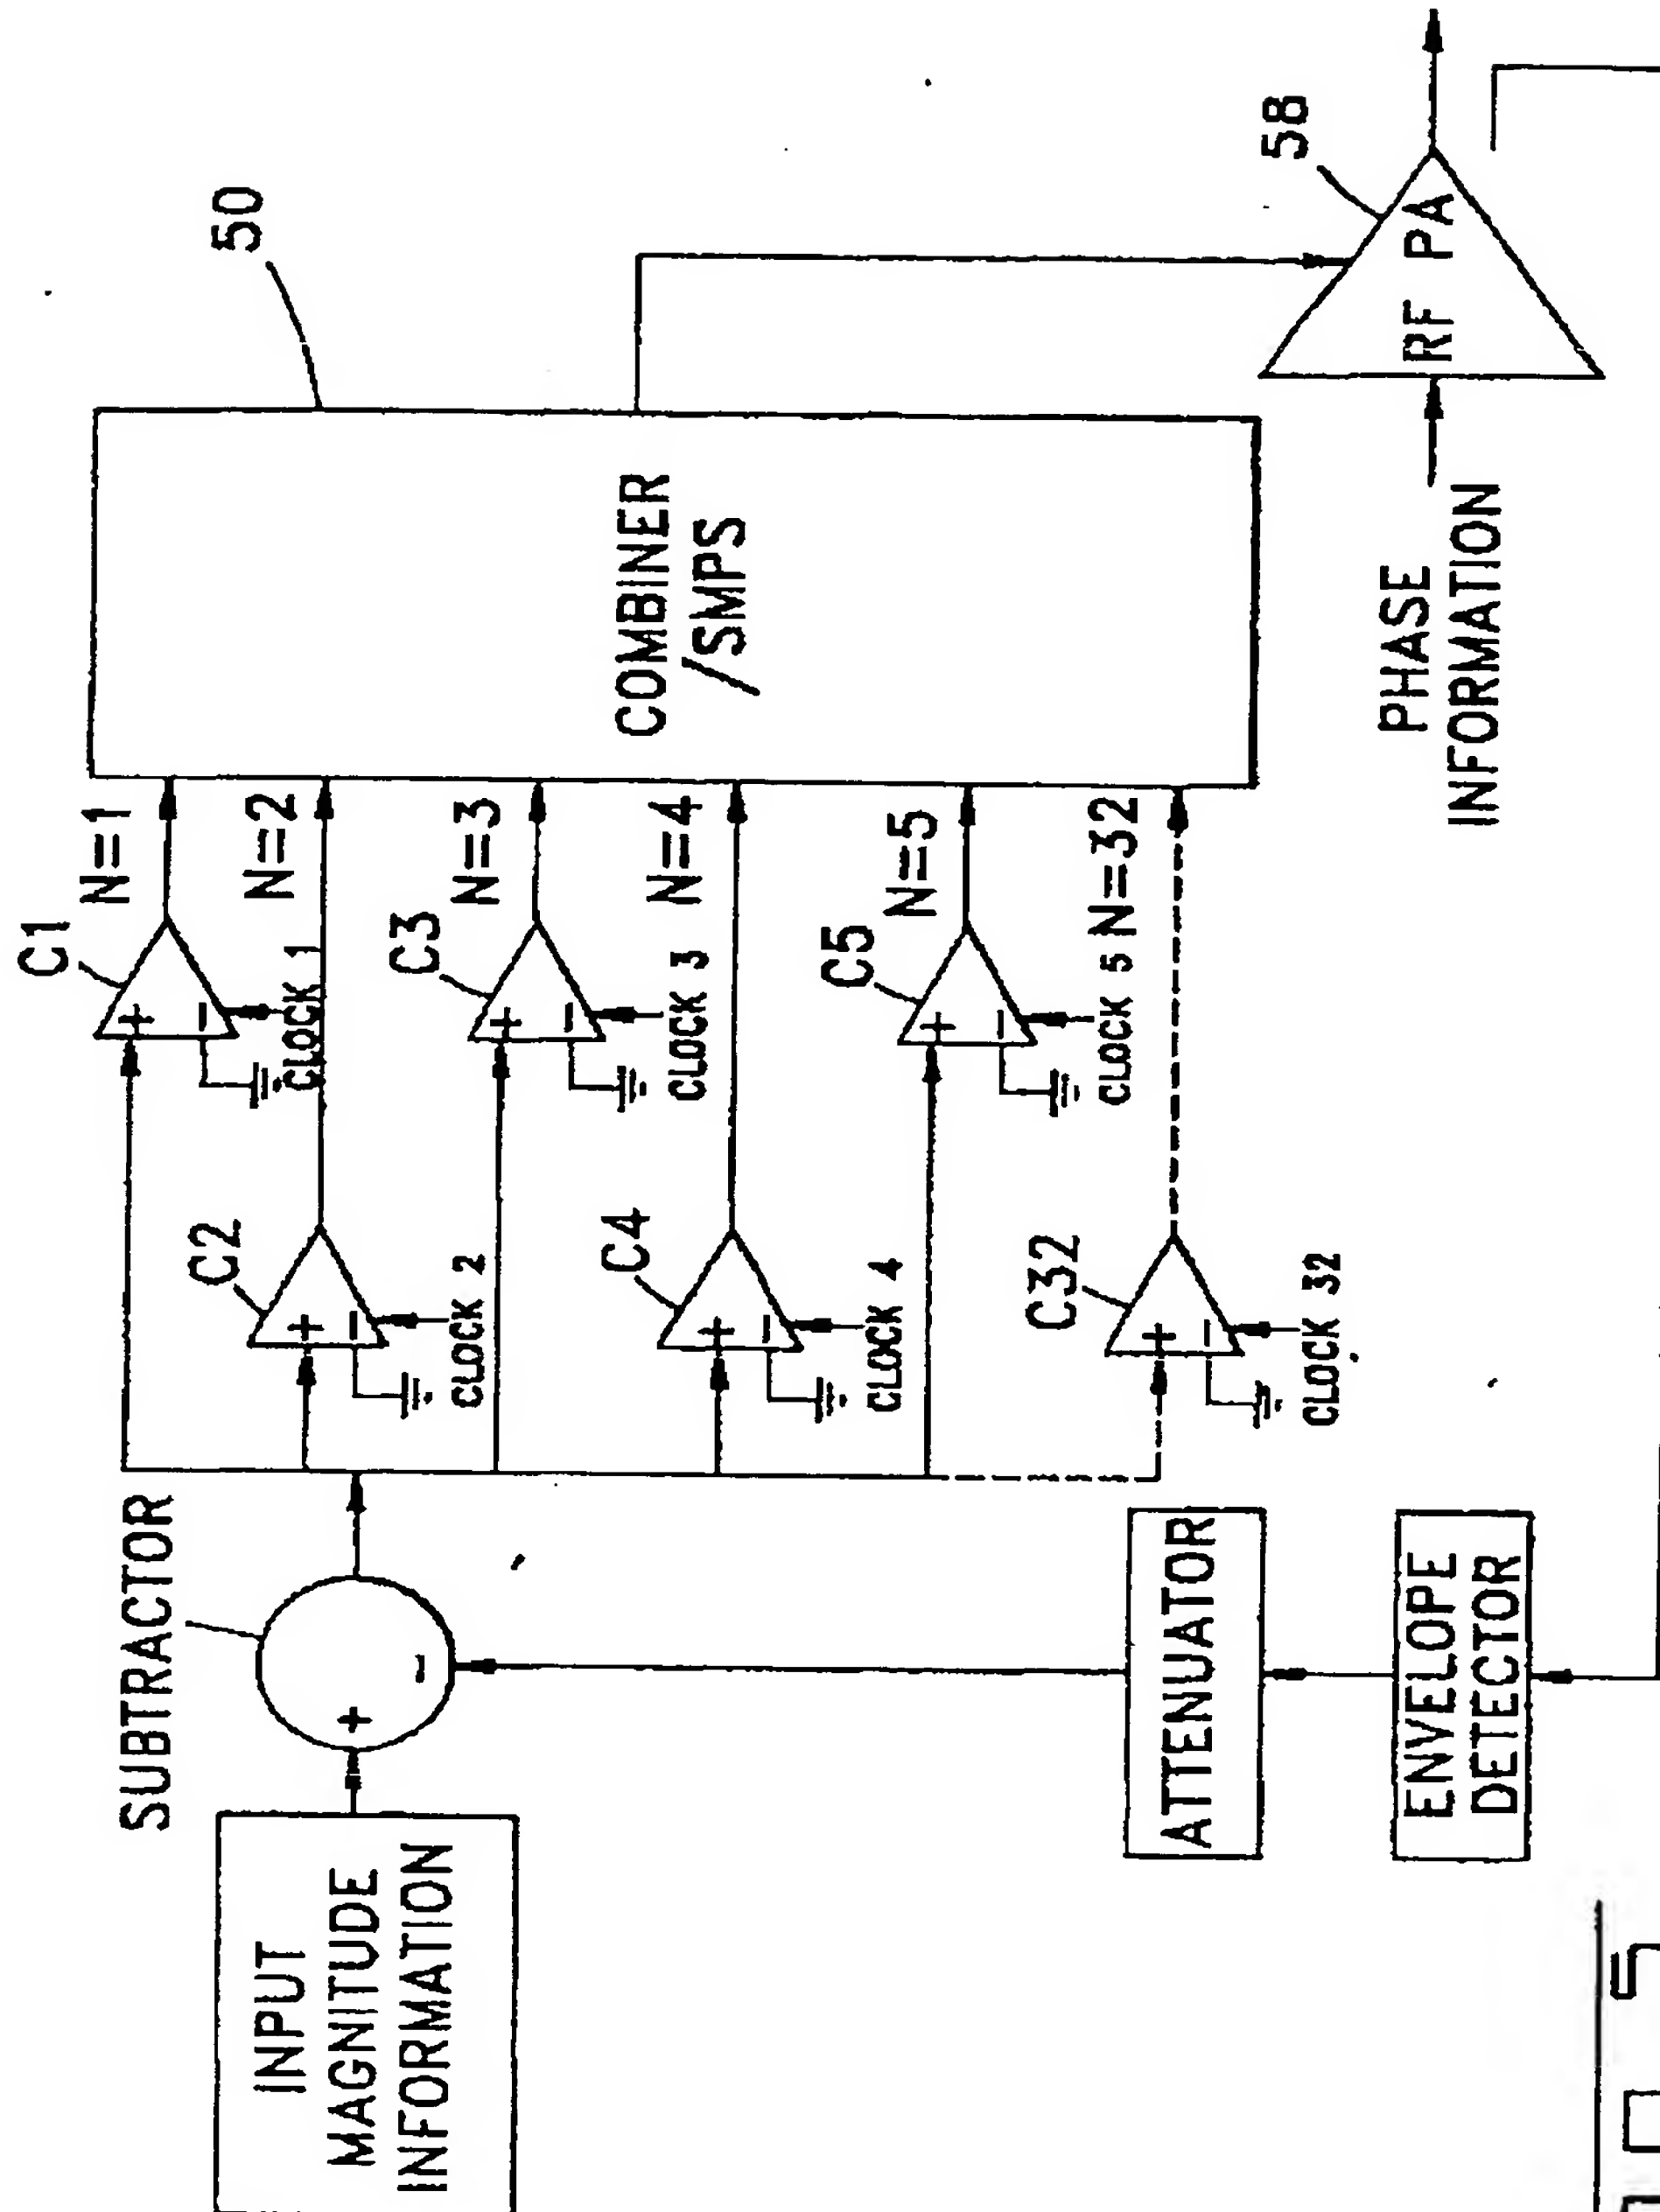 INPUT
MAGNITUDE
INFORMATION
SUBTRACTOR
+
−
C1
+
−
CLOCK 1
N=1
C2
+
−
CLOCK 2
N=2
C3
+
−
CLOCK 3
N=3
C4
+
−
CLOCK 4
N=4
C5
+
−
CLOCK 5
N=5
C32
+
−
CLOCK 32
N=32
COMBINER
/SMPS
50
ATTENUATOR
ENVELOPE
DETECTOR
PHASE
INFORMATION
RF PA
58